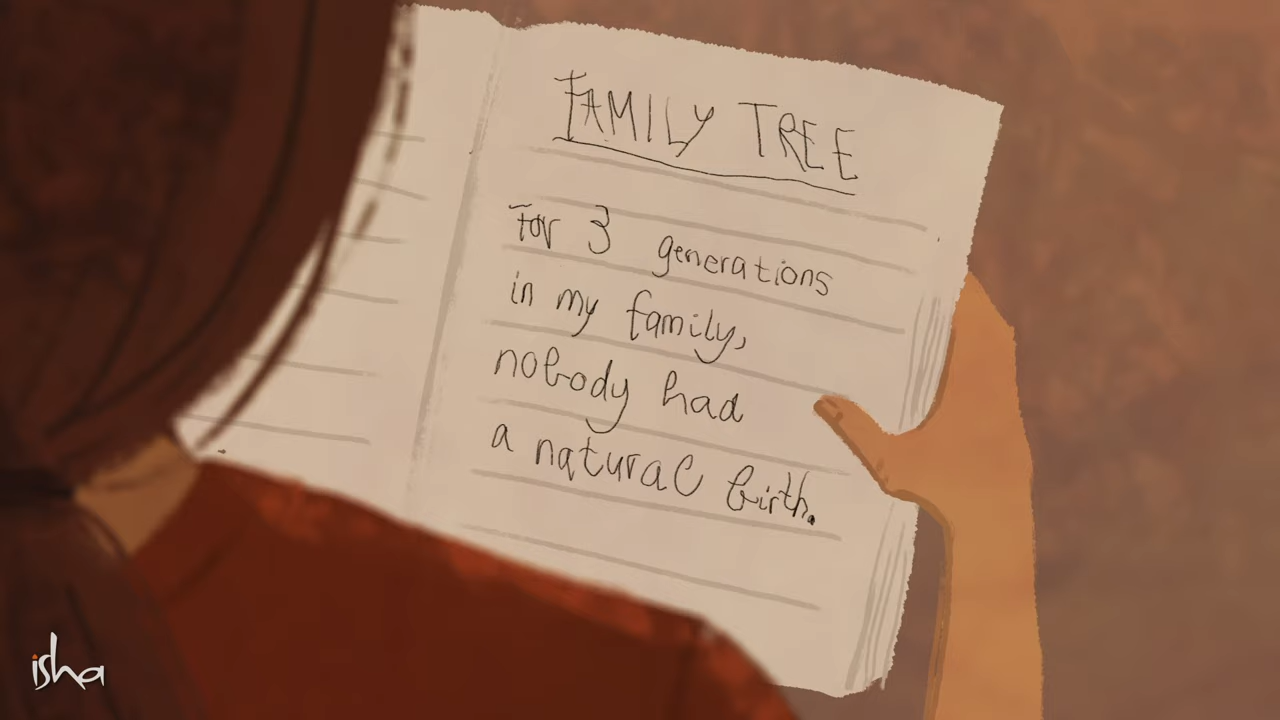 FAMILY TREE
For 3 generations
in my family,
nobody had
a natural birth.
isha